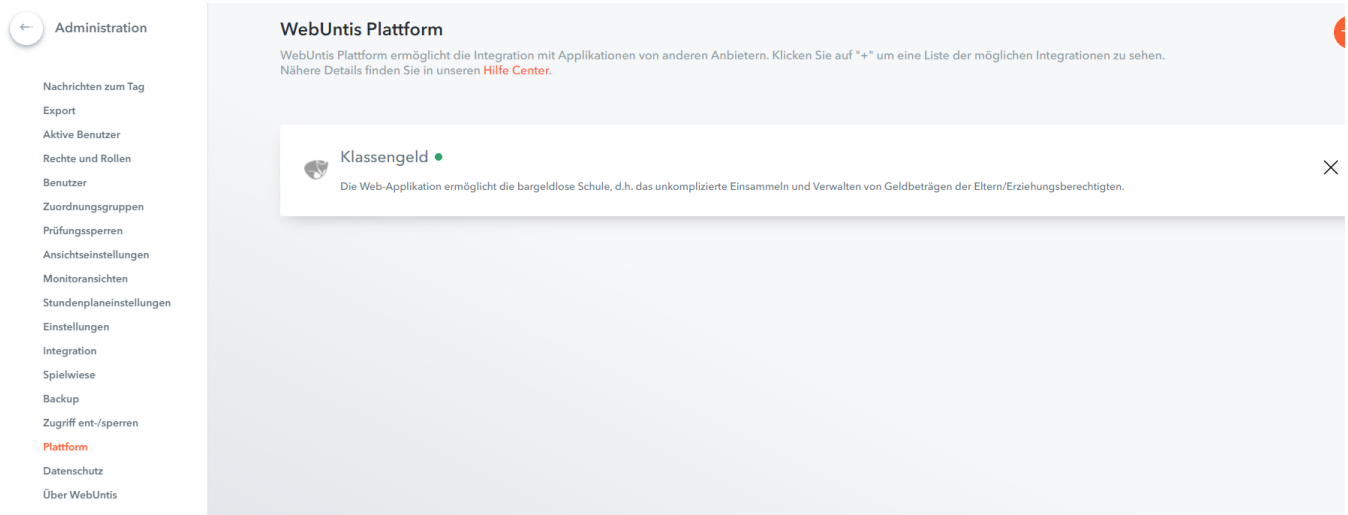 Administration
Nachrichten zum Tag
Export
Aktive Benutzer
Rechte und Rollen
Benutzer
Zuordnungsgruppen
Prüfungssperren
Ansichtseinstellungen
Monitoransichten
Stundenplaneinstellungen
Einstellungen
Integration
Spielwiese
Backup
Zugriff ent-/sperren
Plattform
Datenschutz
Über WebUntis
WebUntis Plattform
WebUntis Plattform ermöglicht die Integration mit Applikationen von anderen Anbietern. Klicken Sie auf "+" um eine Liste der möglichen Integrationen zu sehen.
Nähere Details finden Sie in unseren Hilfe Center.
Klassengeld
Die Web-Applikation ermöglicht die bargeldlose Schule, d.h. das unkomplizierte Einsammeln und Verwalten von Geldbeträgen der Eltern/Erziehungsberechtigten.